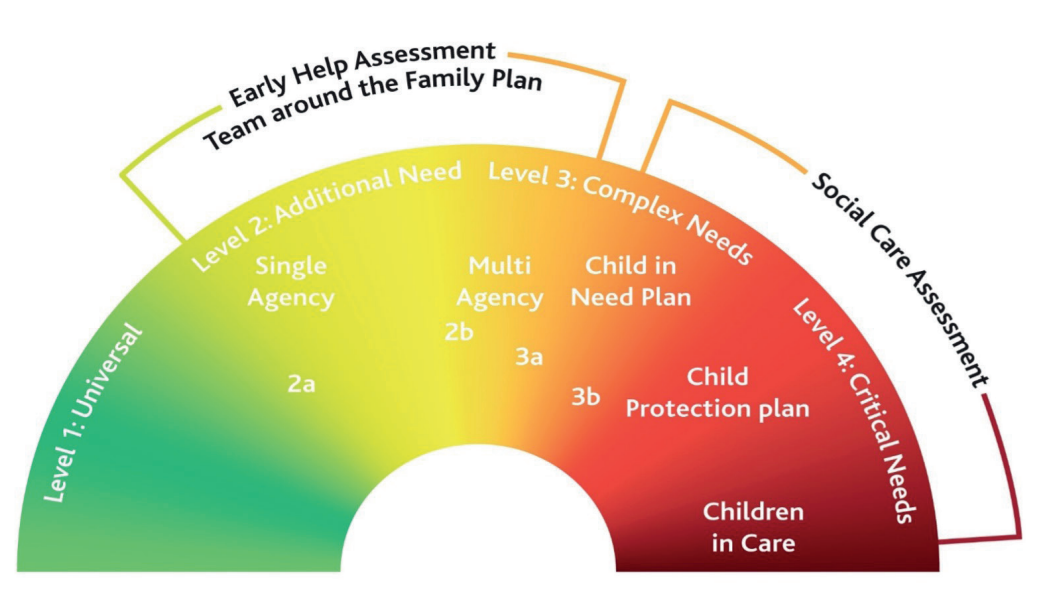 Early Help Assessment
Team around the Family Plan
Social Care Assessment
Level 1: Universal
Level 2: Additional Need
Level 3: Complex Needs
Level 4: Critical Needs
Single
Agency
2a
Multi
Agency
2b
3a
Child in
Need Plan
3b
Child
Protection plan
Children
in Care